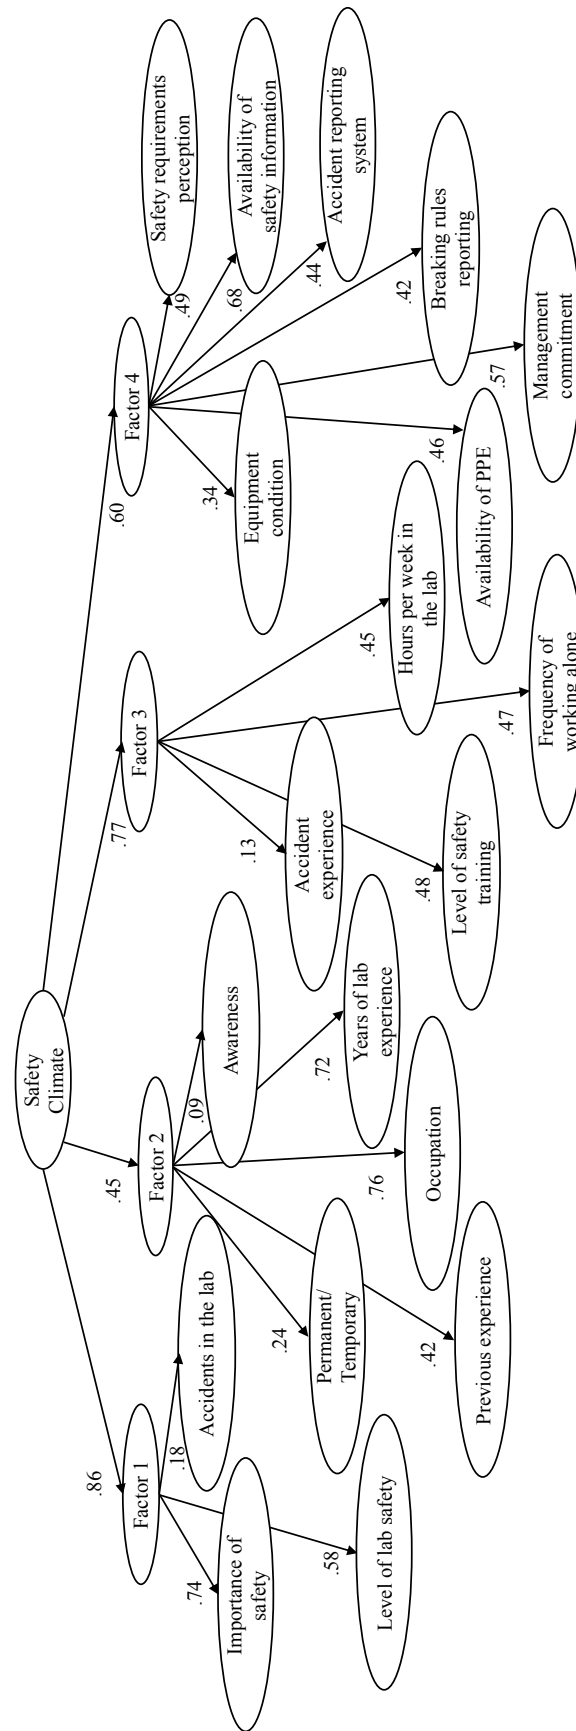 Safety
Climate
.86
.45
.77
.60
Factor 1
Factor 2
Factor 3
Factor 4
.74
.18
.58
Importance of
safety
Accidents in the lab
Level of lab safety
.24
.42
.76
.72
.09
Permanent/
Temporary
Previous experience
Occupation
Years of lab
experience
Awareness
.13
.48
.47
.45
Accident
experience
Level of safety
training
Frequency of
working alone
Hours per week in
the lab
.34
.46
.57
.42
.44
.68
.49
Equipment
condition
Availability of PPE
Management
commitment
Breaking rules
reporting
Accident reporting
system
Availability of
safety information
Safety requirements
perception